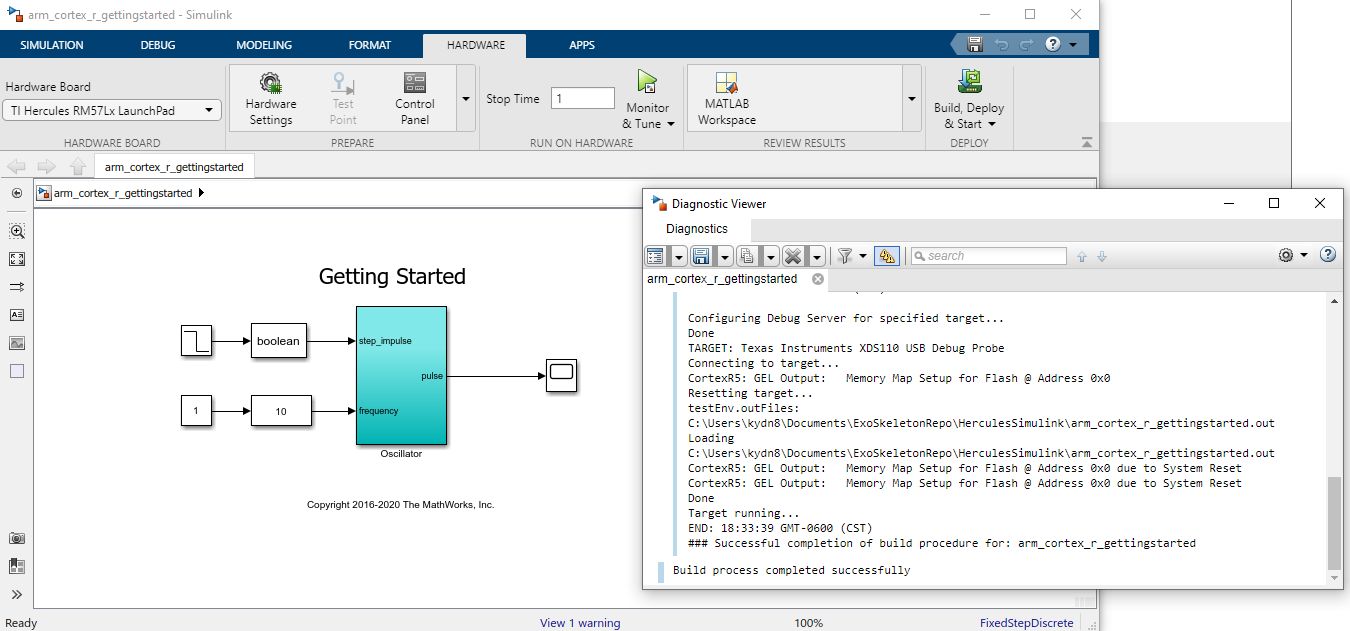 arm_cortex_r_gettingstarted - Simulink
SIMULATION DEBUG MODELING FORMAT HARDWARE APPS
Hardware Board
TI Hercules RM57Lx LaunchPad
HARDWARE BOARD
Hardware
Settings
Test
Point
Control
Panel
PREPARE
Stop Time 1
Monitor
& Tune
RUN ON HARDWARE
MATLAB
Workspace
REVIEW RESULTS
Build, Deploy
& Start
DEPLOY
arm_cortex_r_gettingstarted
arm_cortex_r_gettingstarted
Getting Started
boolean
step_impulse
pulse
1
10
frequency
Oscillator
Copyright 2016-2020 The MathWorks, Inc.
Ready
View 1 warning
100%
FixedStepDiscrete
Diagnostic Viewer
Diagnostics
search
arm_cortex_r_gettingstarted
Configuring Debug Server for specified target...
Done
TARGET: Texas Instruments XDS110 USB Debug Probe
Connecting to target...
CortexR5: GEL Output: Memory Map Setup for Flash @ Address 0x0
Resetting target...
testEnv.outFiles:
C:\Users\kydn8\Documents\ExoSkeletonRepo\HerculesSimulink\arm_cortex_r_gettingstarted.out
Loading
C:\Users\kydn8\Documents\ExoSkeletonRepo\HerculesSimulink\arm_cortex_r_gettingstarted.out
CortexR5: GEL Output: Memory Map Setup for Flash @ Address 0x0 due to System Reset
CortexR5: GEL Output: Memory Map Setup for Flash @ Address 0x0 due to System Reset
Done
Target running...
END: 18:33:39 GMT-0600 (CST)
### Successful completion of build procedure for: arm_cortex_r_gettingstarted
Build process completed successfully